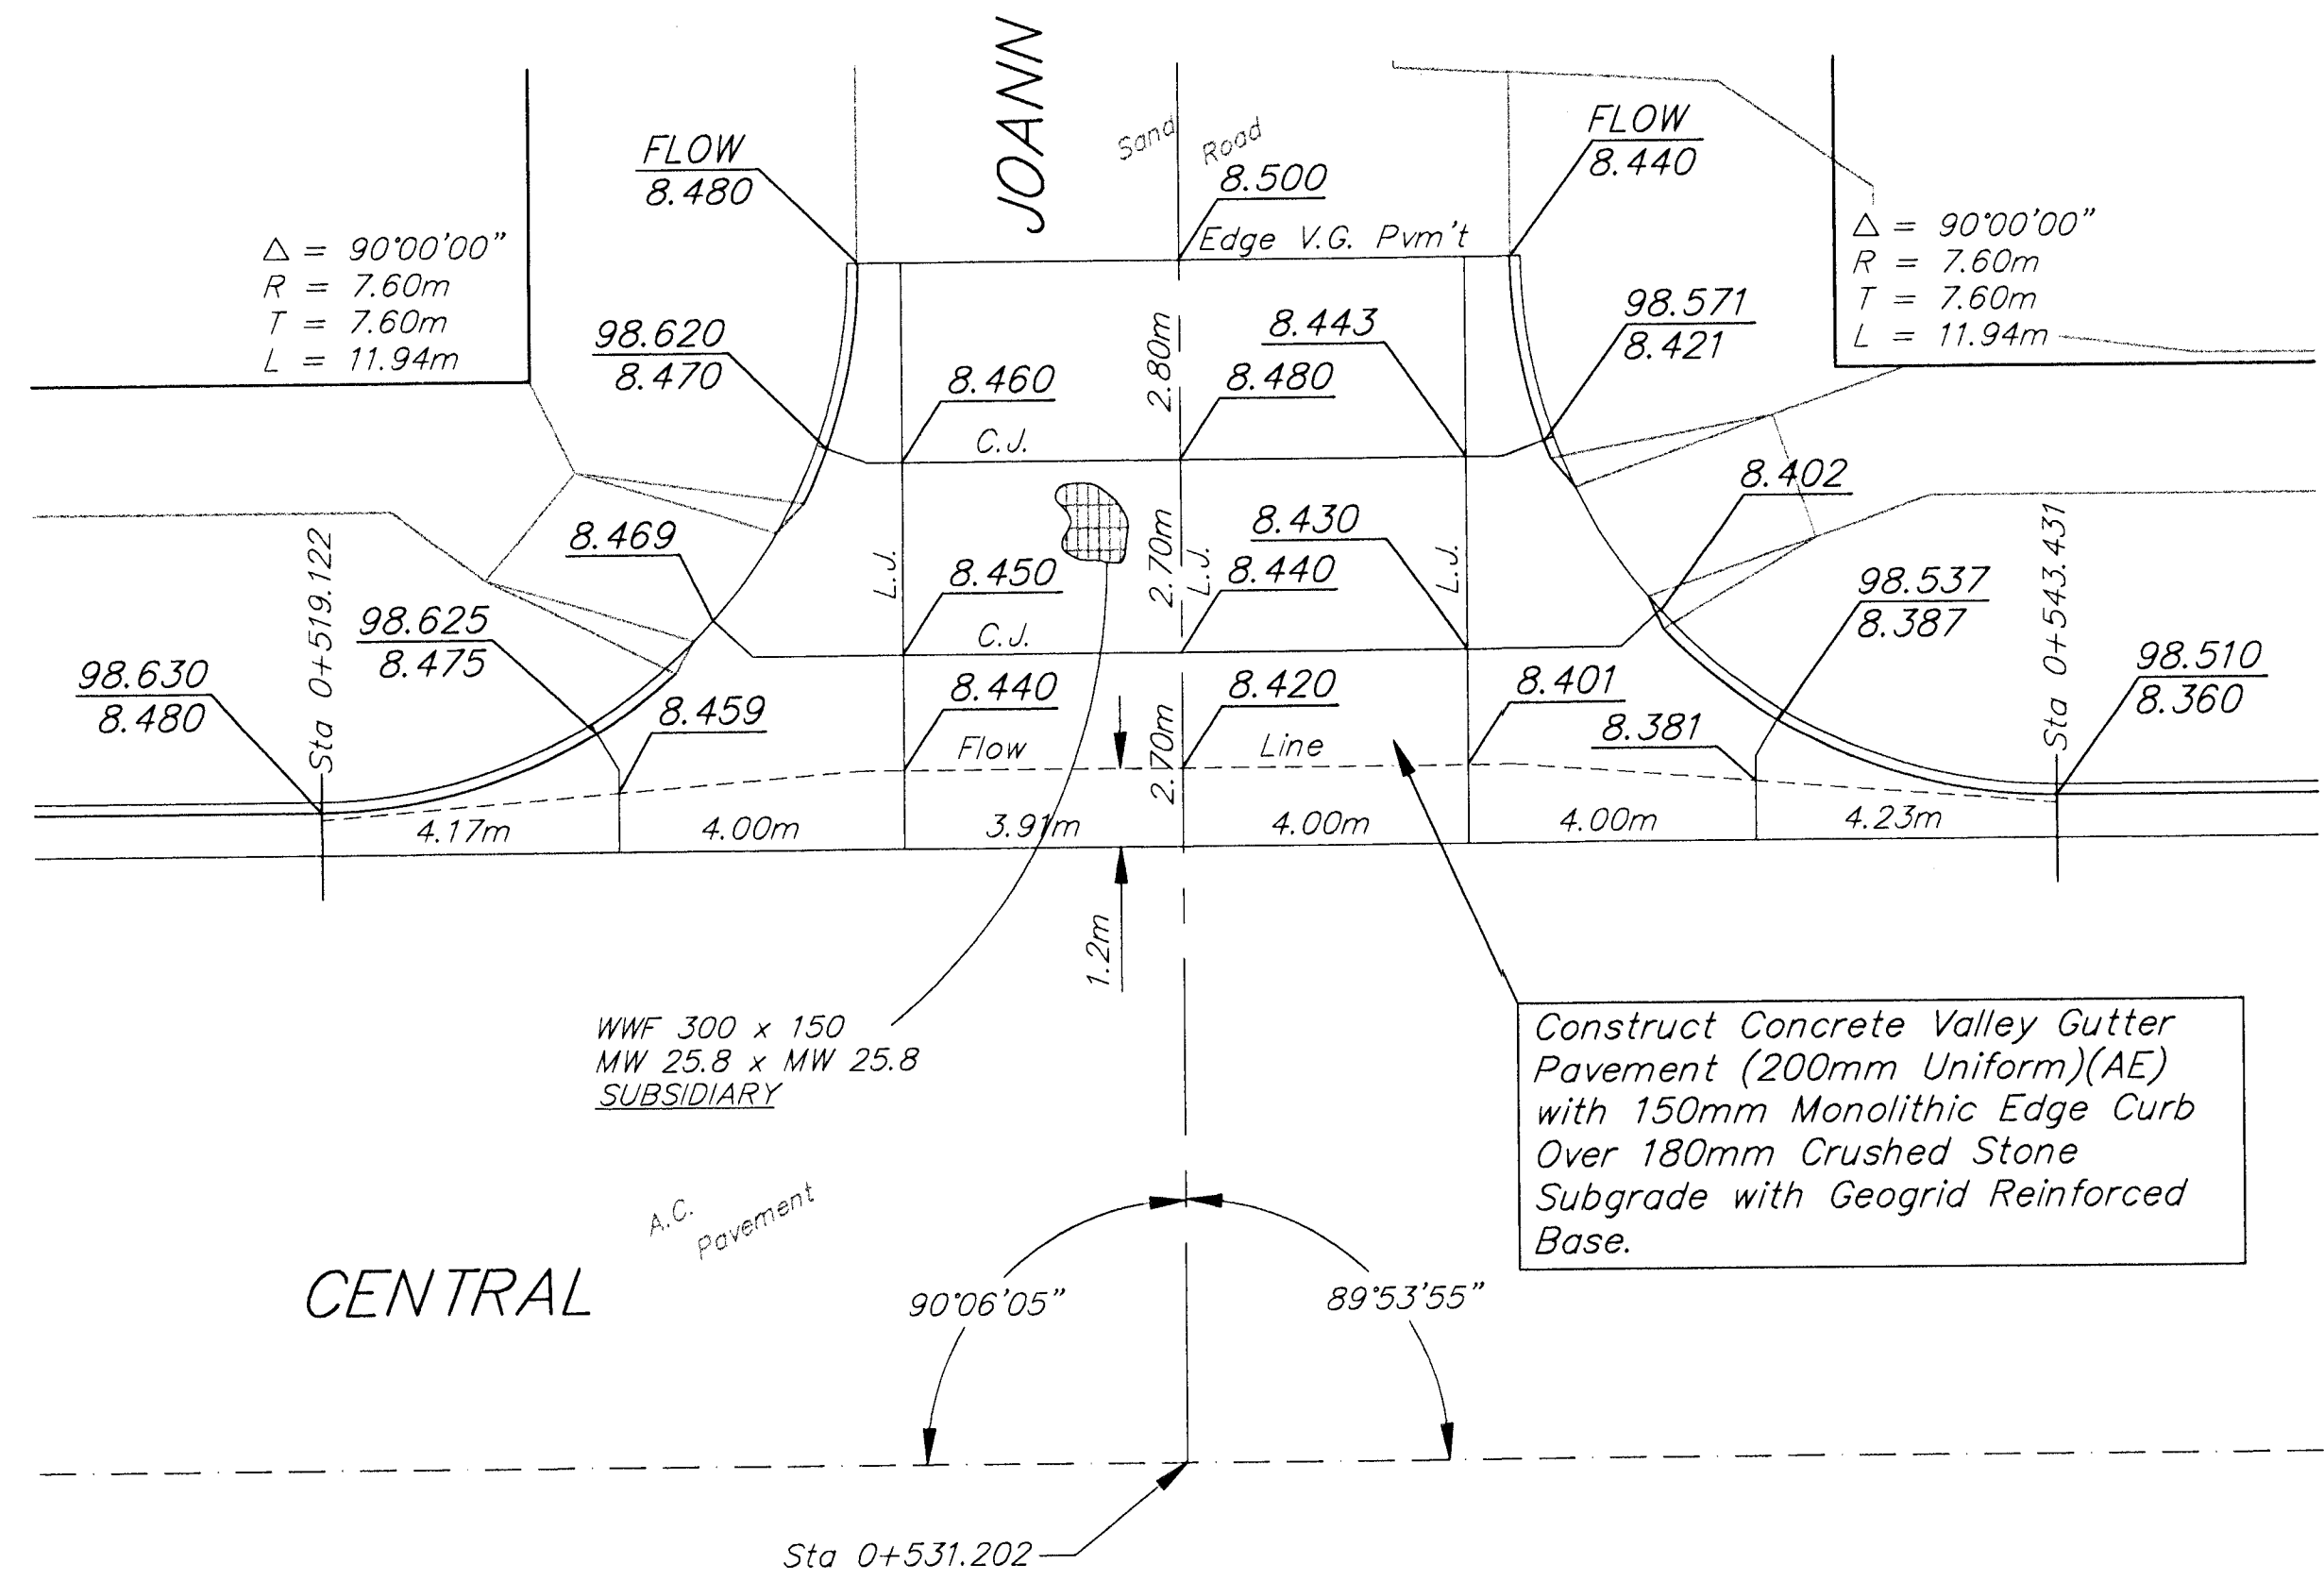 JOANN
Sand
Road
FLOW
8.480
FLOW
8.440
8.500
Edge V.G. Pvm't
△ = 90°00'00"
R = 7.60m
T = 7.60m
L = 11.94m
△ = 90°00'00"
R = 7.60m
T = 7.60m
L = 11.94m
98.620
8.470
8.460
C.J.
2.80m
8.443
8.480
98.571
8.421
8.402
8.469
L.J.
8.450
C.J.
2.70m
L.J.
8.430
8.440
L.J.
98.537
8.387
Sta 0+519.122
98.625
8.475
98.630
8.480
8.459
8.440
Flow
2.70m
8.420
Line
8.401
8.381
Sta 0+543.431
98.510
8.360
4.17m
4.00m
3.91m
4.00m
4.00m
4.23m
1.2m
WWF 300 x 150
MW 25.8 x MW 25.8
SUBSIDIARY
Construct Concrete Valley Gutter
Pavement (200mm Uniform)(AE)
with 150mm Monolithic Edge Curb
Over 180mm Crushed Stone
Subgrade with Geogrid Reinforced
Base.
A.C.
Pavement
CENTRAL
90°06'05"
89°53'55"
Sta 0+531.202